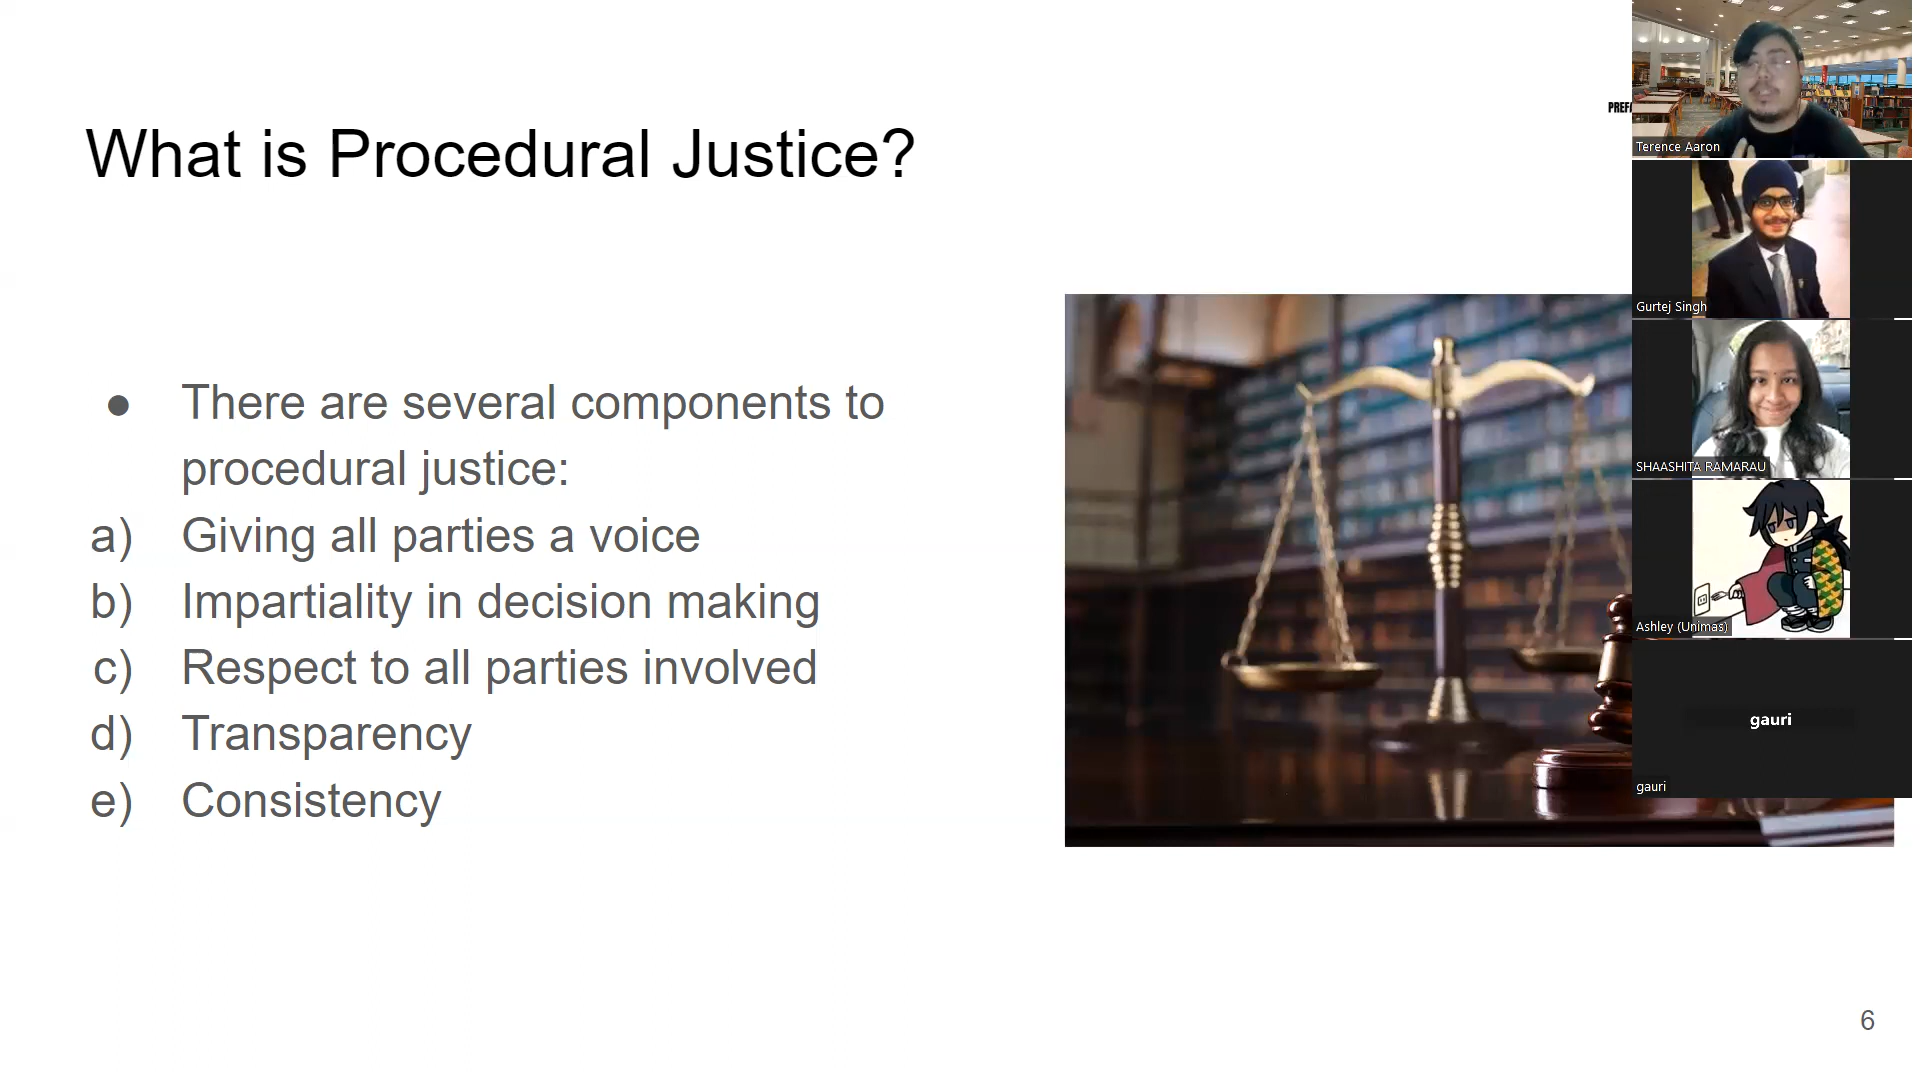 What is Procedural Justice?
● There are several components to
procedural justice:
a) Giving all parties a voice
b) Impartiality in decision making
c) Respect to all parties involved
d) Transparency
e) Consistency
6
Terence Aaron
Gurtej Singh
SHAASHITA RAMARAU
Ashley (Unimas)
gauri
gauri